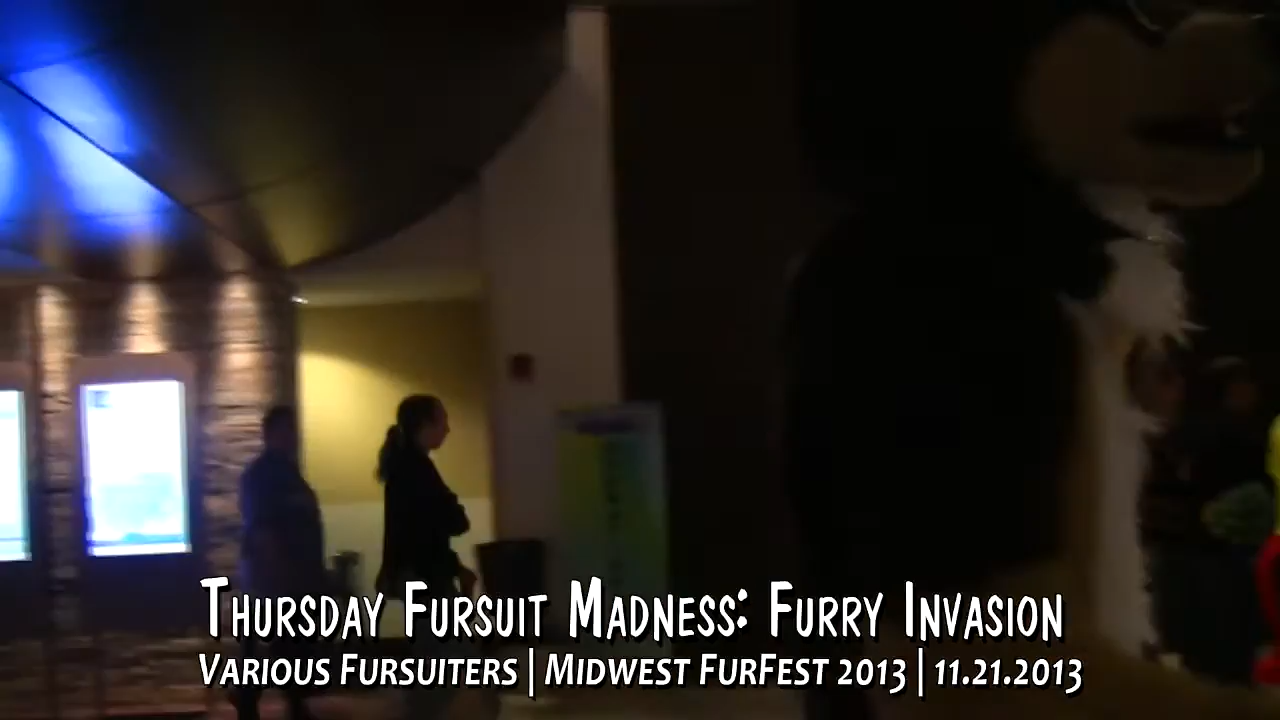 Thursday Fursuit Madness: Furry Invasion
Various Fursuiters | Midwest FurFest 2013 | 11.21.2013